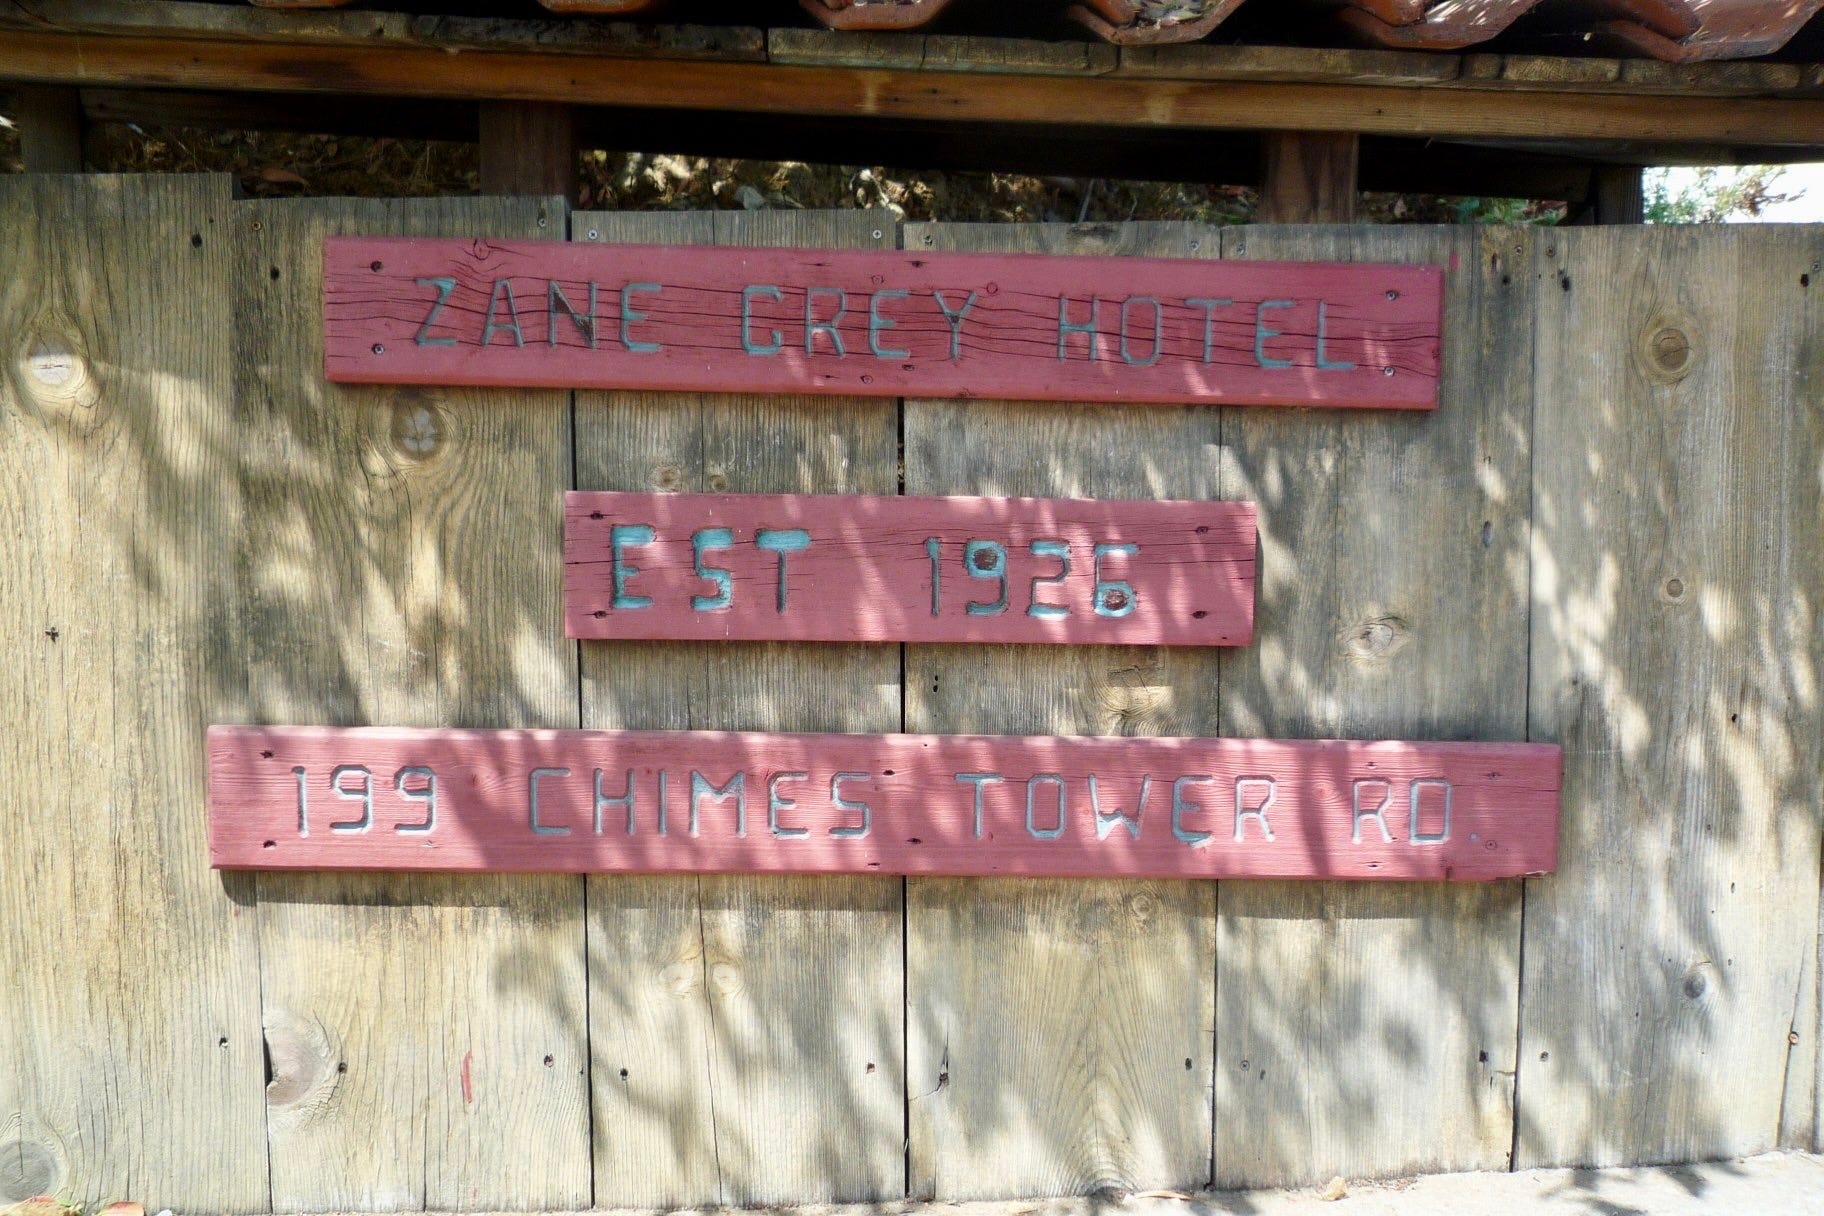 ZANE GREY HOTEL
EST 1926
199 CHIMES TOWER RD.